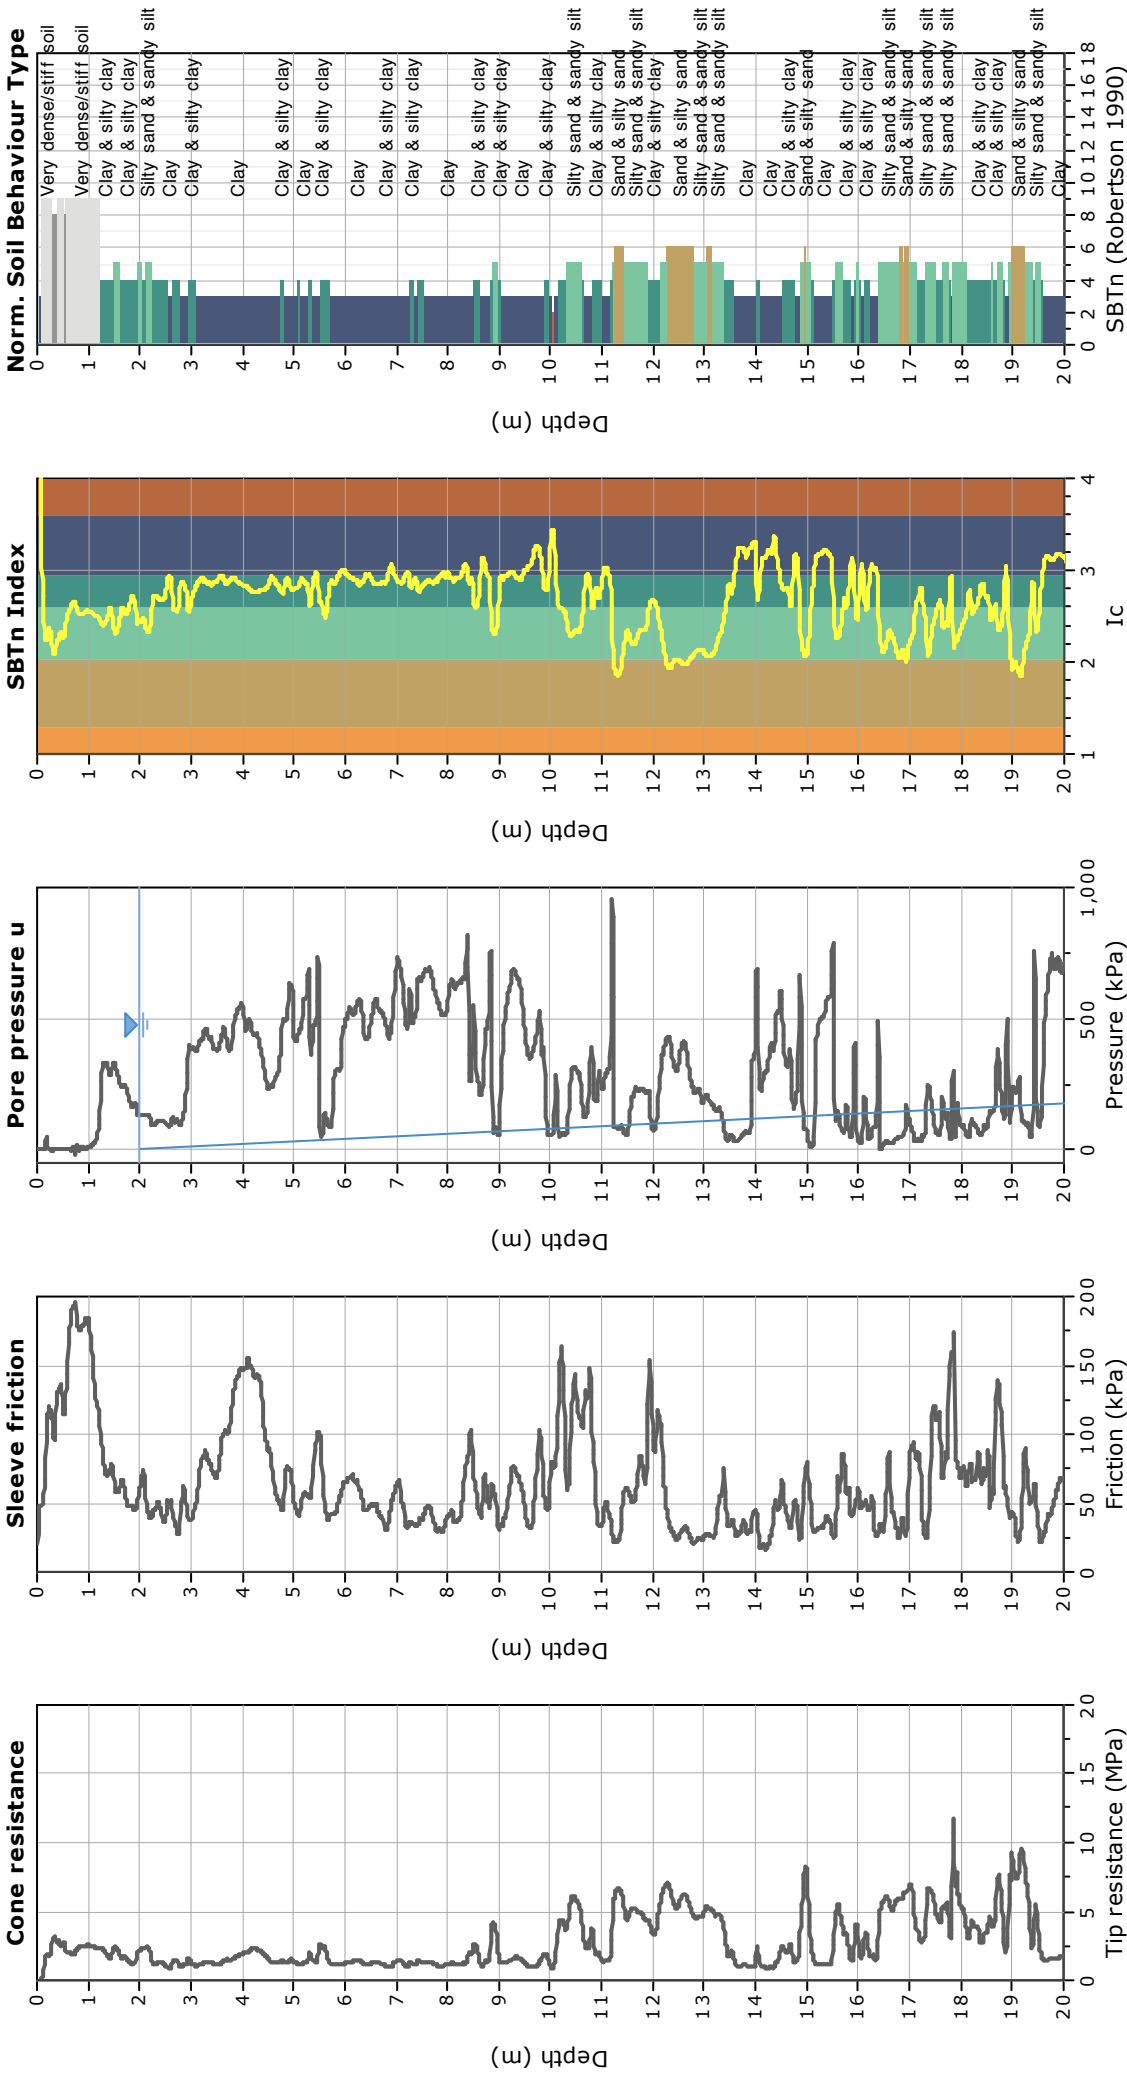 Cone resistance
Depth (m)
0
1
2
3
4
5
6
7
8
9
10
11
12
13
14
15
16
17
18
19
20
0 5 10 15 20
Tip resistance (MPa)
Sleeve friction
Depth (m)
0
1
2
3
4
5
6
7
8
9
10
11
12
13
14
15
16
17
18
19
20
0 50 100 150 200
Friction (kPa)
Pore pressure u
Depth (m)
0
1
2
3
4
5
6
7
8
9
10
11
12
13
14
15
16
17
18
19
20
0 500 1,000
Pressure (kPa)
SBTn Index
Depth (m)
0
1
2
3
4
5
6
7
8
9
10
11
12
13
14
15
16
17
18
19
20
1 2 3 4
Ic
Norm. Soil Behaviour Type
Depth (m)
0
1
2
3
4
5
6
7
8
9
10
11
12
13
14
15
16
17
18
19
20
Very dense/stiff soil
Very dense/stiff soil
Clay & silty clay
Clay & silty clay
Silty sand & sandy silt
Clay
Clay & silty clay
Clay
Clay & silty clay
Clay
Clay & silty clay
Clay
Clay & silty clay
Clay & silty clay
Clay
Clay & silty clay
Clay & silty clay
Clay
Clay & silty clay
Silty sand & sandy silt
Clay & silty clay
Sand & silty sand
Silty sand & sandy silt
Clay & silty clay
Sand & silty sand
Silty sand & sandy silt
Silty sand & sandy silt
Clay
Clay
Clay & silty clay
Sand & silty sand
Clay
Clay & silty clay
Clay & silty clay
Silty sand & sandy silt
Sand & silty sand
Silty sand & sandy silt
Silty sand & sandy silt
Clay & silty clay
Clay & silty clay
Sand & silty sand
Silty sand & sandy silt
Clay
0 2 4 6 8 10 12 14 16 18
SBTn (Robertson 1990)